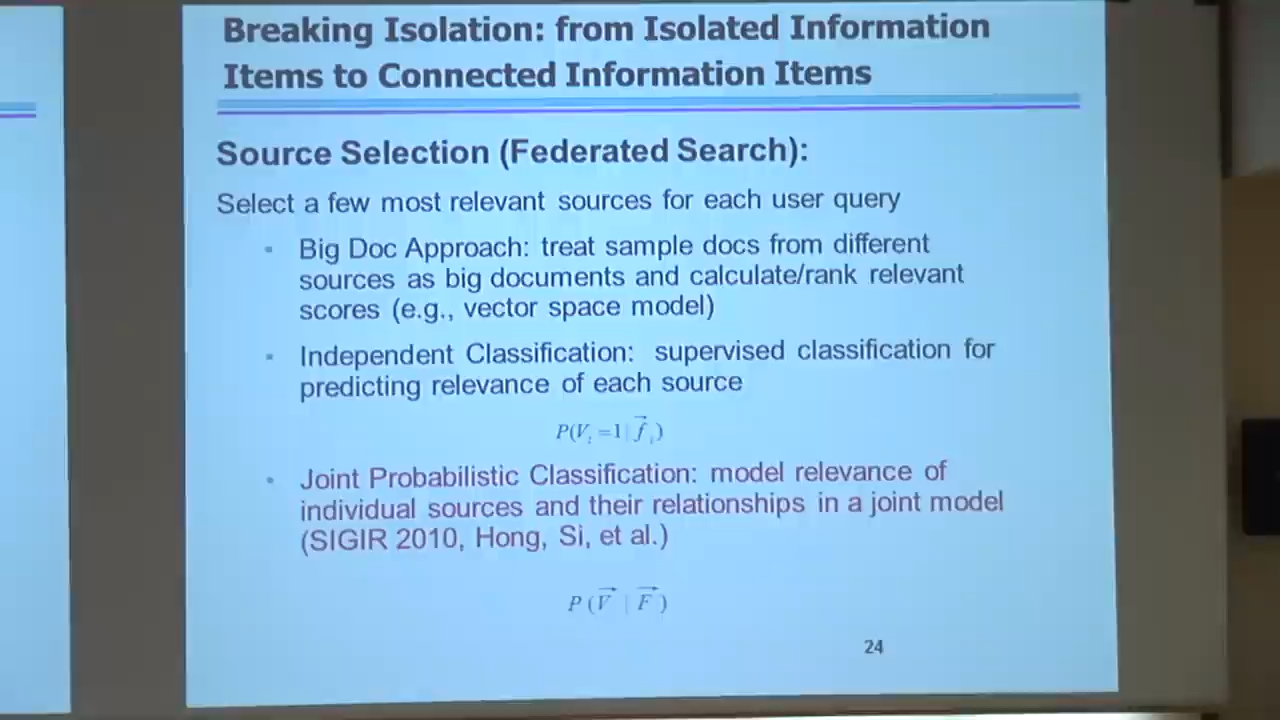 Breaking Isolation: from Isolated Information
Items to Connected Information Items
Source Selection (Federated Search):
Select a few most relevant sources for each user query
▪ Big Doc Approach: treat sample docs from different
sources as big documents and calculate/rank relevant
scores (e.g., vector space model)
▪ Independent Classification: supervised classification for
predicting relevance of each source
P(V_i =1 | \vec{f}_i)
▪ Joint Probabilistic Classification: model relevance of
individual sources and their relationships in a joint model
(SIGIR 2010, Hong, Si, et al.)
P(\vec{V} | \vec{F})
24